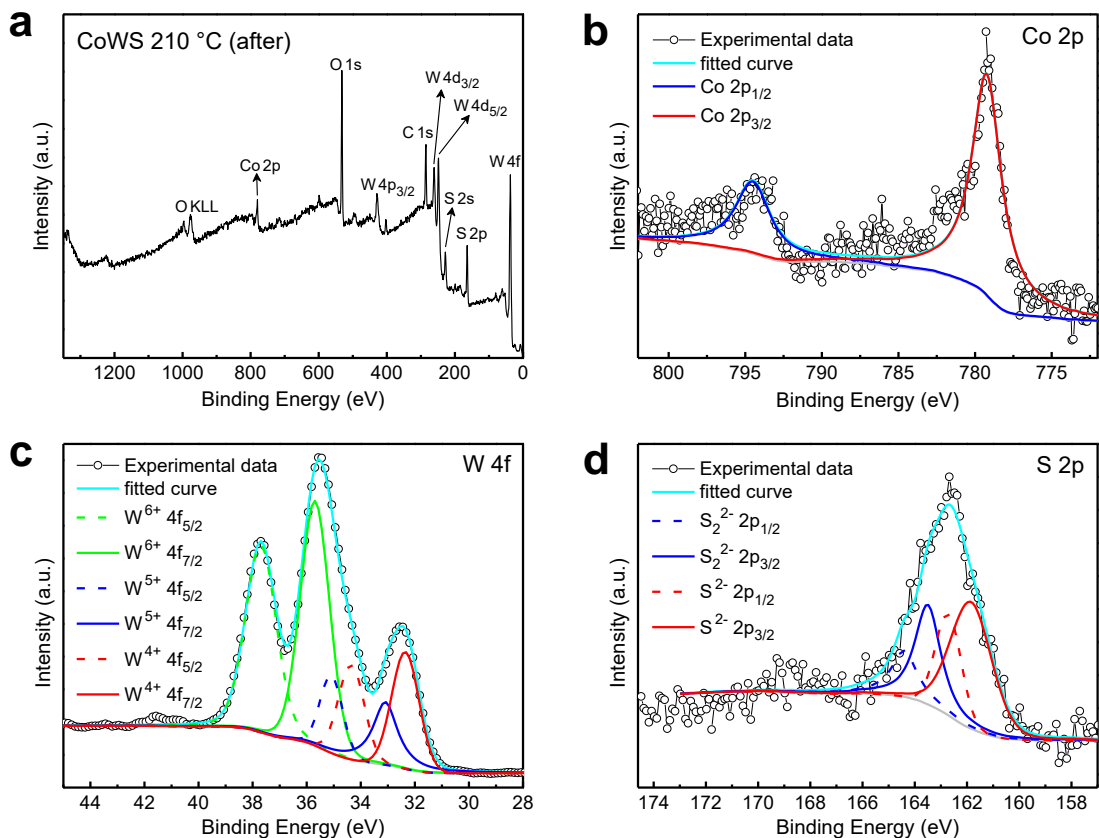 a
CoWS 210 °C (after)
O 1s
W 4d3/2
W 4d5/2
C 1s
W 4f
Co 2p
W 4p3/2
S 2s
O KLL
S 2p
Intensity (a.u.)
1200 1000 800 600 400 200 0
Binding Energy (eV)
b
Co 2p
Experimental data
fitted curve
Co 2p1/2
Co 2p3/2
Intensity (a.u.)
800 795 790 785 780 775
Binding Energy (eV)
c
W 4f
Experimental data
fitted curve
W6+ 4f5/2
W6+ 4f7/2
W5+ 4f5/2
W5+ 4f7/2
W4+ 4f5/2
W4+ 4f7/2
Intensity (a.u.)
44 42 40 38 36 34 32 30 28
Binding Energy (eV)
d
S 2p
Experimental data
fitted curve
S22- 2p1/2
S22- 2p3/2
S2- 2p1/2
S2- 2p3/2
Intensity (a.u.)
174 172 170 168 166 164 162 160 158
Binding Energy (eV)